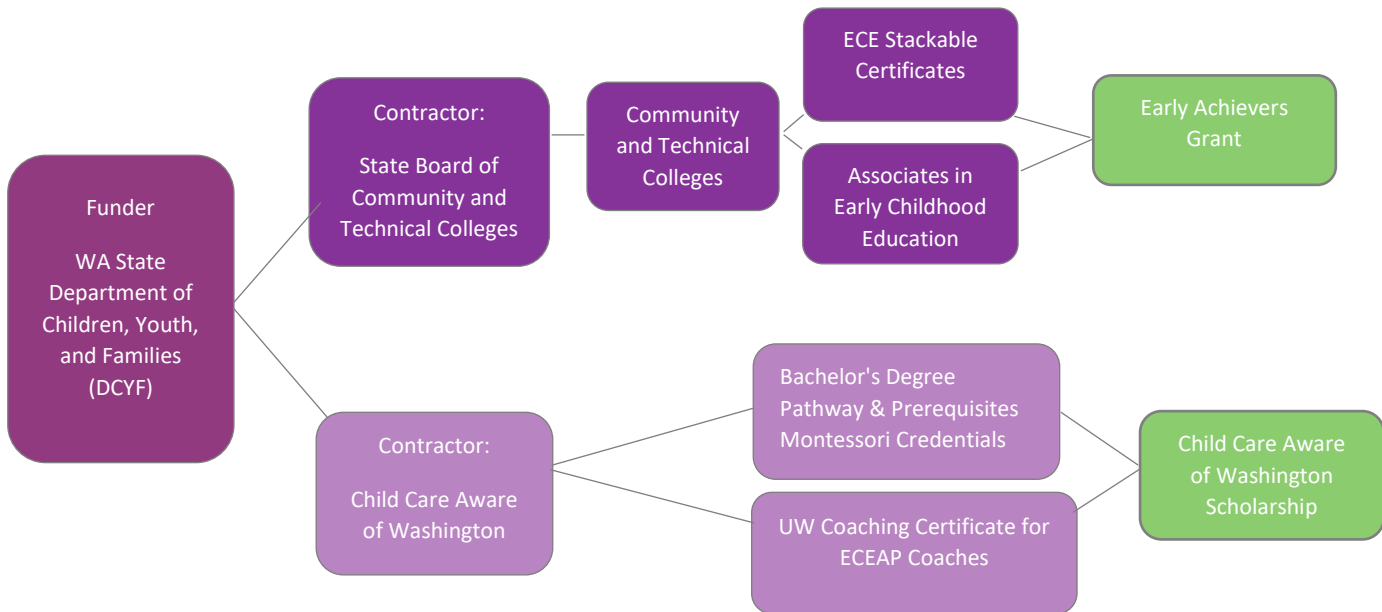 Funder
WA State
Department of
Children, Youth,
and Families
(DCYF)
Contractor:
State Board of
Community and
Technical Colleges
Community
and Technical
Colleges
ECE Stackable
Certificates
Associates in
Early Childhood
Education
Early Achievers
Grant
Contractor:
Child Care Aware
of Washington
Bachelor's Degree
Pathway & Prerequisites
Montessori Credentials
UW Coaching Certificate for
ECEAP Coaches
Child Care Aware
of Washington
Scholarship